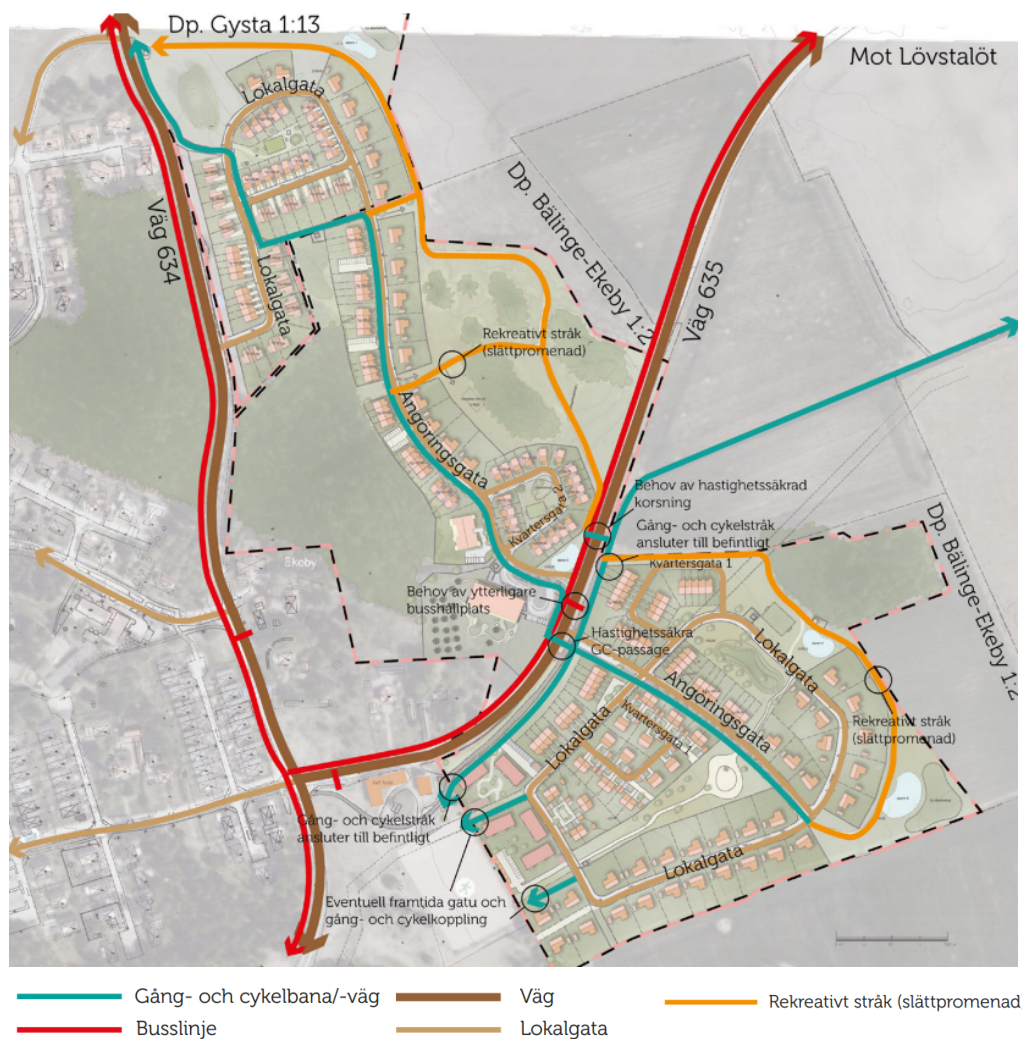 Dp. Gysta 1:13
Mot Lövstalöt
Lokalgata
Dp. Bälinge-Ekeby 1:2
Väg 634
Lokalgata
Väg 635
Rekreativt stråk
(slättpromenad)
Angöringsgata
Behov av hastighetssäkrad
korsning
Kvartersgata 2
Gång- och cykelstråk
ansluter till befintligt
Kvartersgata 1
Dp. Bälinge-Ekeby 1:2
Ekeby
Behov av ytterligare
busshållplats
Hastighetssäkra
GC-passage
Lokalgata
Angöringsgata
Kvartersgata 1
Lokalgata
Rekreativt stråk
(slättpromenad)
Gång- och cykelstråk
ansluter till befintligt
Lokalgata
Eventuell framtida gatu och
gång- och cykelkoppling
Gång- och cykelbana/-väg
Väg
Rekreativt stråk (slättpromenad
Busslinje
Lokalgata